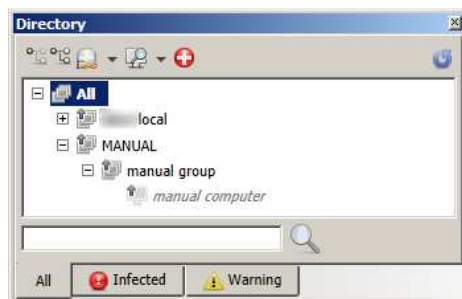 Directory
All
local
MANUAL
manual group
manual computer
All Infected Warning